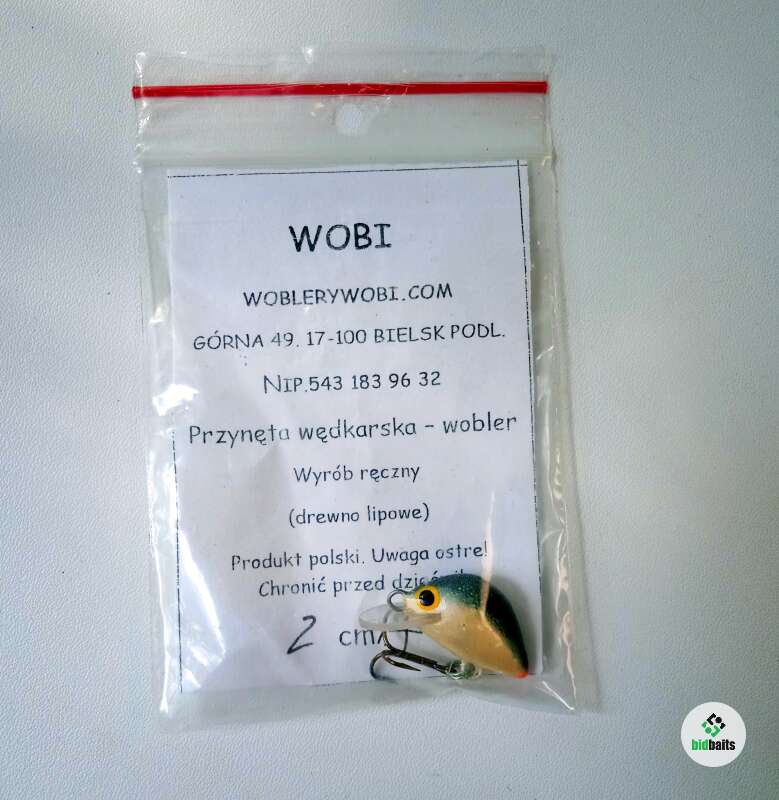 WOBI
WOBLERYWOBI.COM
GÓRNA 49. 17-100 BIELSK PODL.
NIP.543 183 96 32
Przynęta wędkarska - wobler
Wyrób ręczny
(drewno lipowe)
Produkt polski. Uwaga ostre!
Chronić przed
2 cm
bidbaits